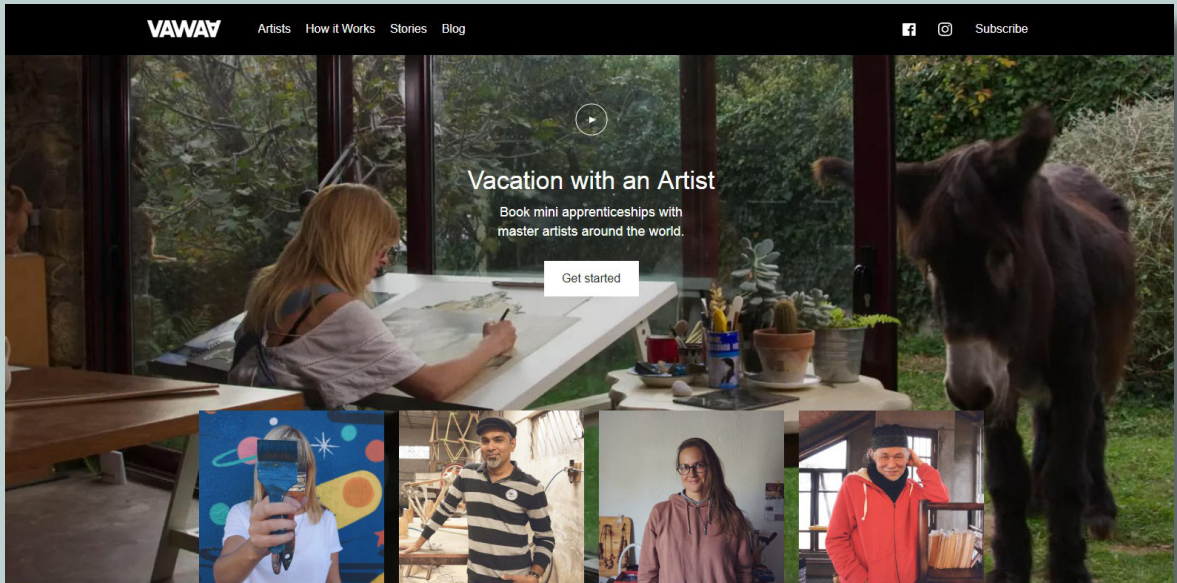 VAWAA
Artists
How it Works
Stories
Blog
Subscribe
Vacation with an Artist
Book mini apprenticeships with
master artists around the world.
Get started